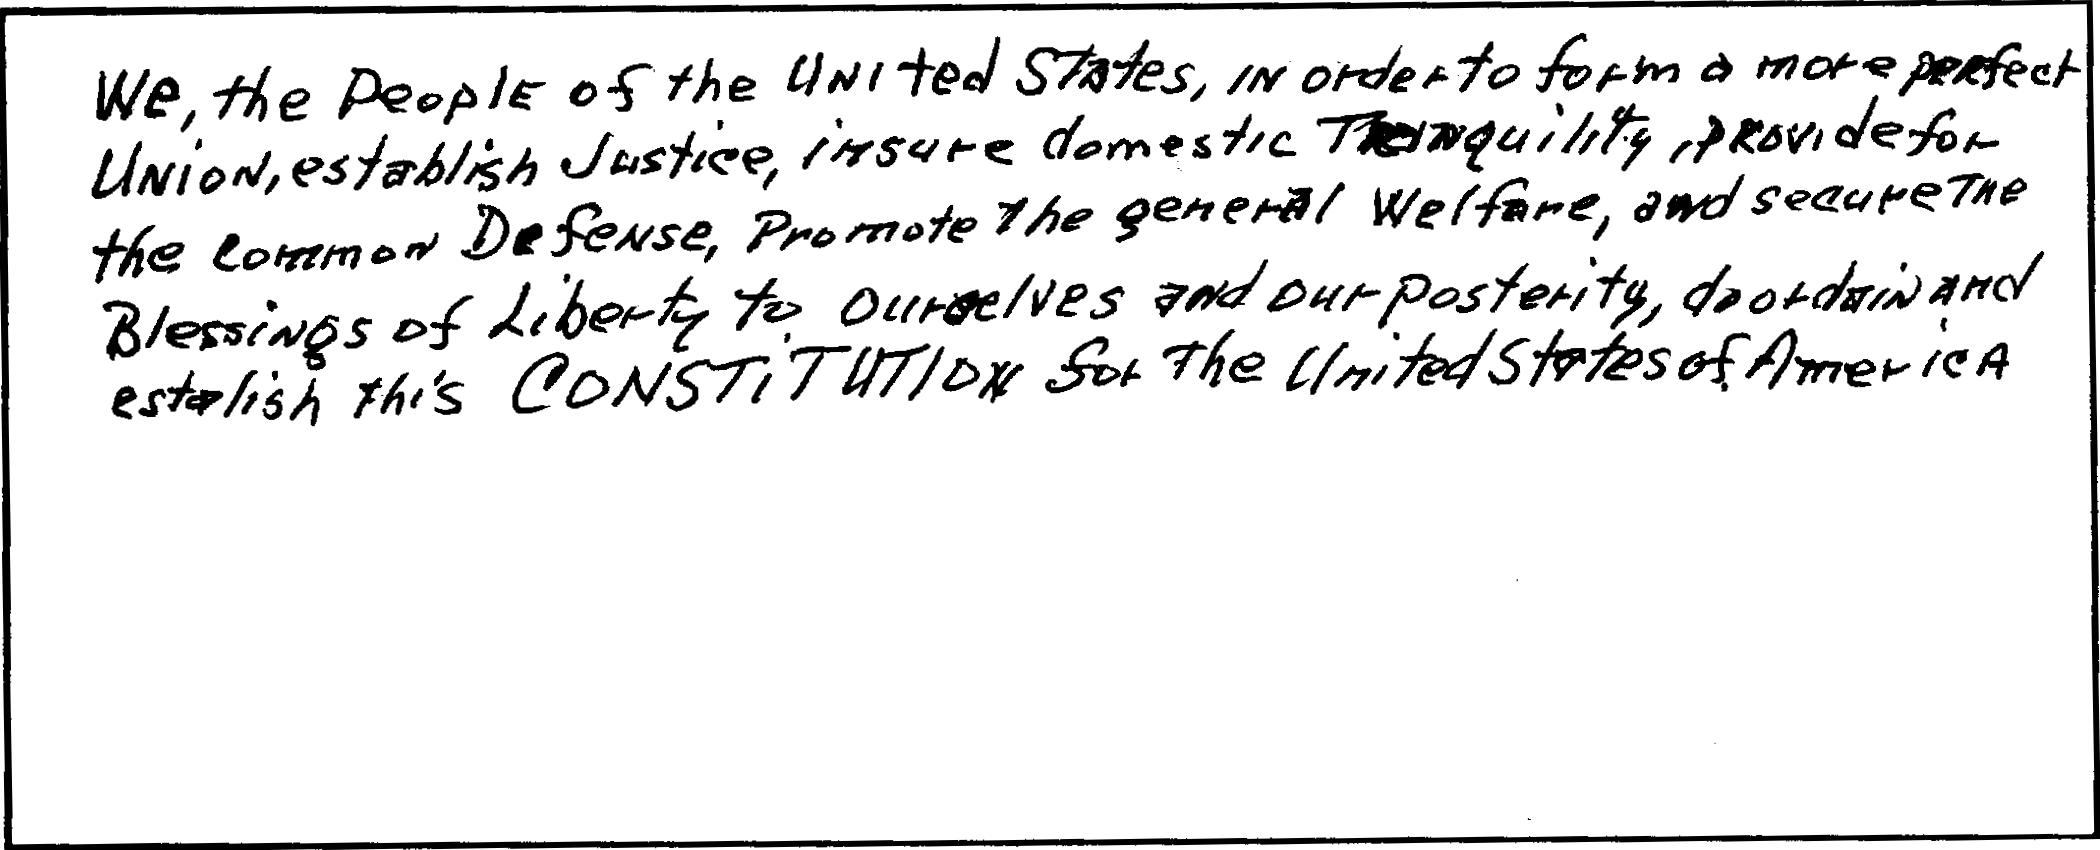 We, the People of the United States, in order to form a more perfect
Union, establish Justice, insure domestic Tranquility, provide for
the common Defense, Promote the general Welfare, and secure the
Blessings of Liberty to ourselves and our posterity, do ordain and
estalish this CONSTITUTION for the United States of America